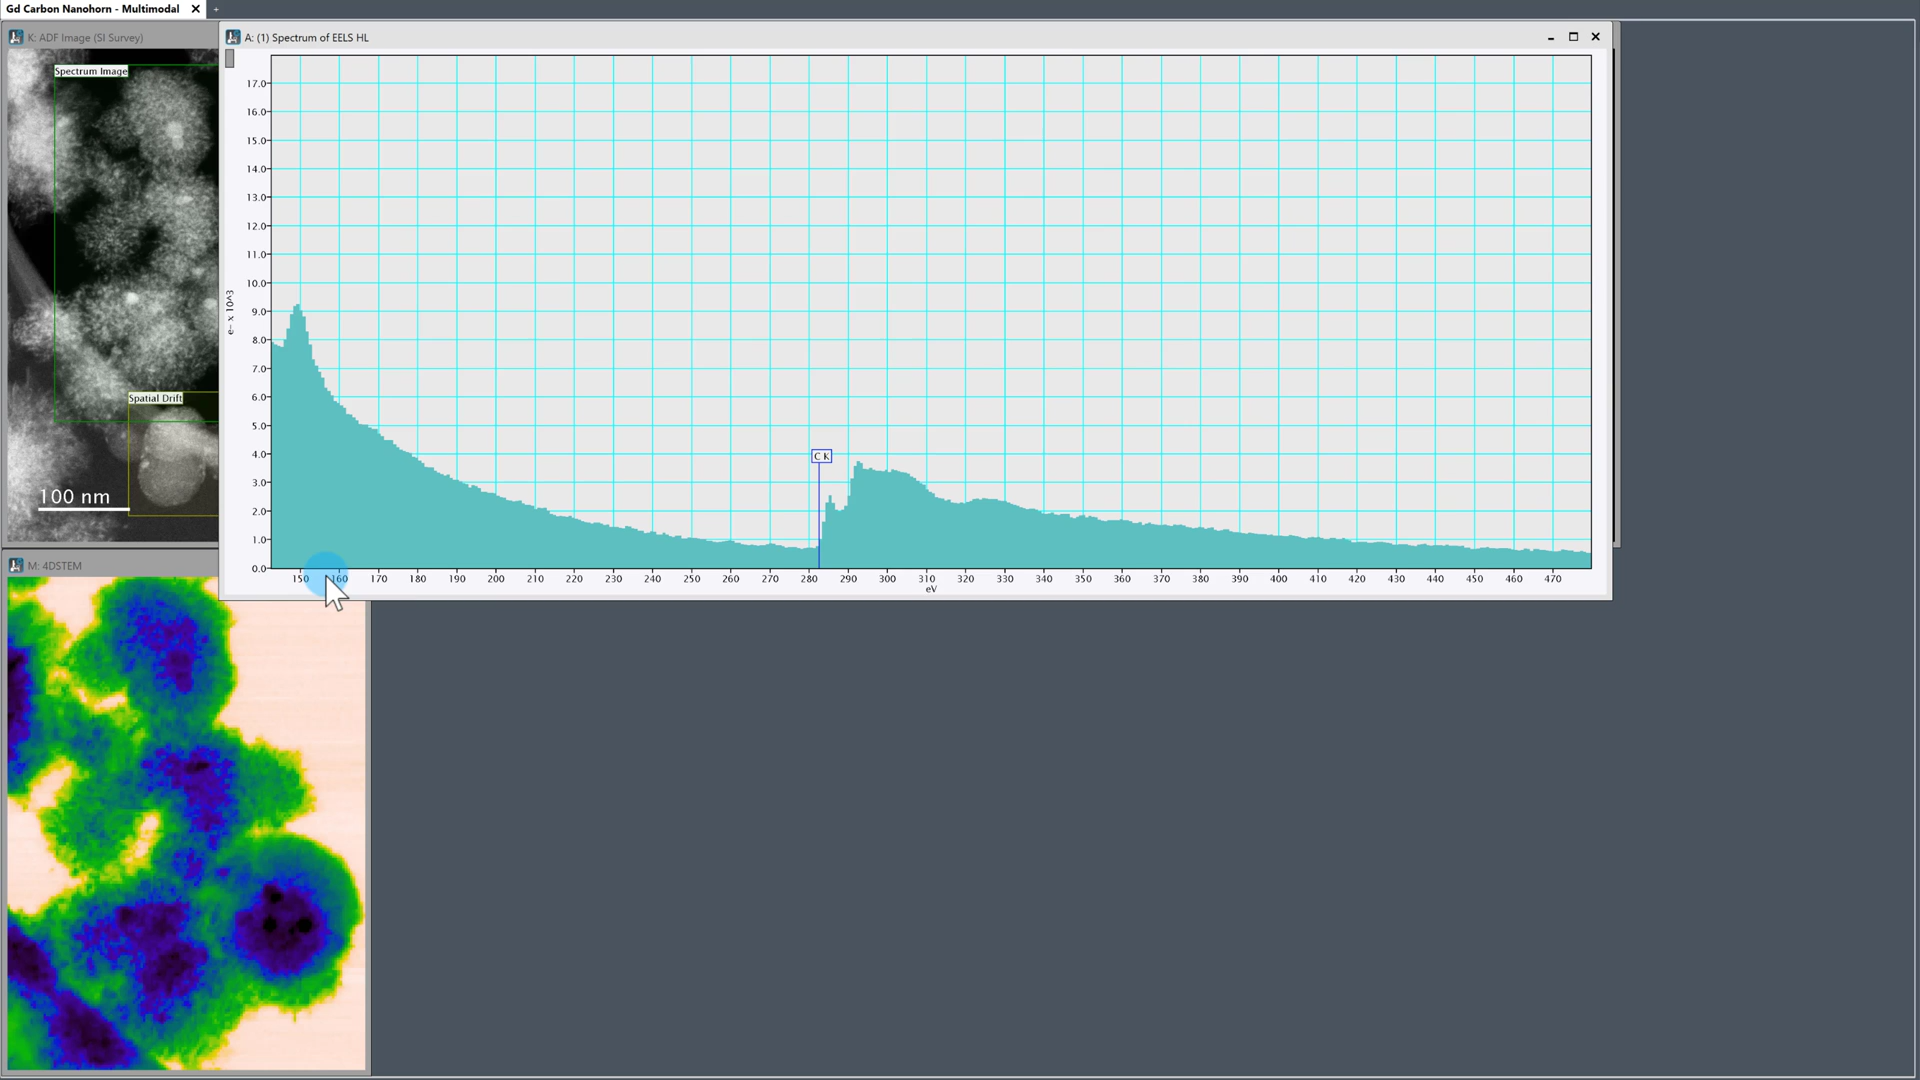 Gd Carbon Nanohorn - Multimodal
K: ADF Image (SI Survey)
A: (1) Spectrum of EELS HL
Spectrum Image
Spatial Drift
100 nm
M: 4DSTEM
e- x 10^3
17.0
16.0
15.0
14.0
13.0
12.0
11.0
10.0
9.0
8.0
7.0
6.0
5.0
4.0
3.0
2.0
1.0
0.0
C K
150 160 170 180 190 200 210 220 230 240 250 260 270 280 290 300 310 320 330 340 350 360 370 380 390 400 410 420 430 440 450 460 470
eV